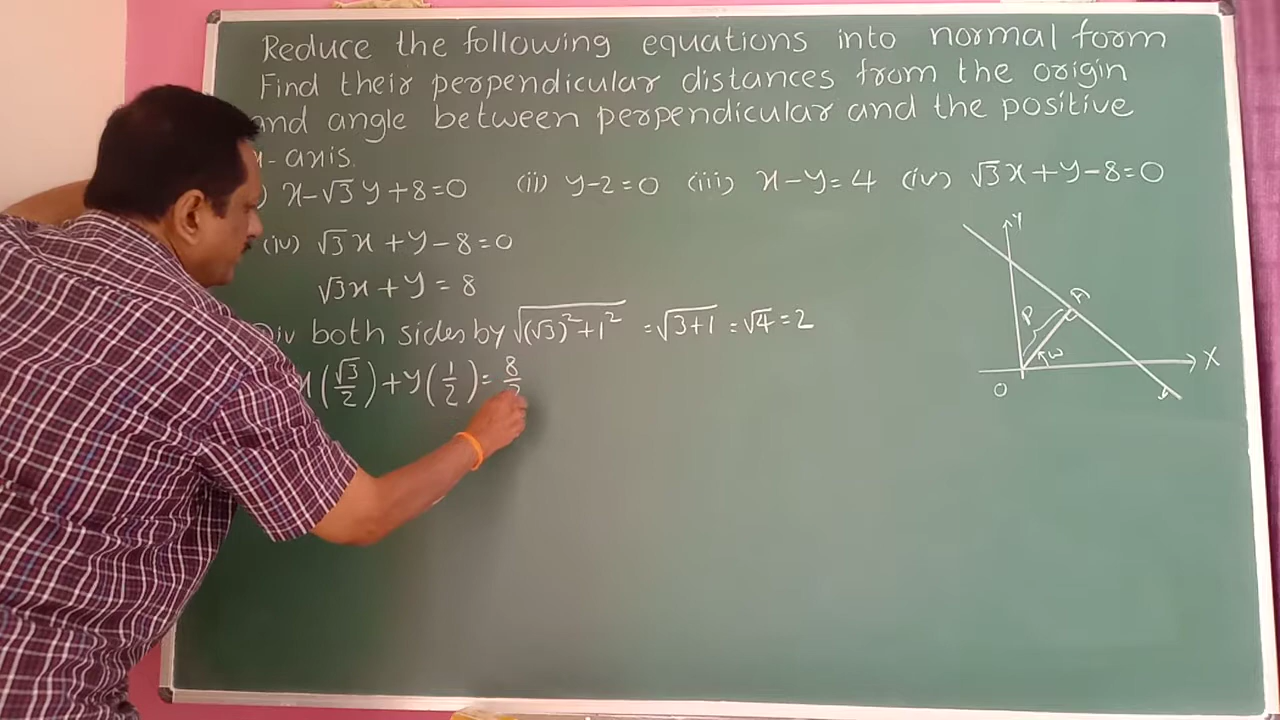 Reduce the following equations into normal form
Find their perpendicular distances from the origin
and angle between perpendicular and the positive
x-axis.
) x-√3y+8=0 (ii) y-2=0 (iii) x-y=4 (iv) √3x+y-8=0
(iv) √3x+y-8=0
√3x+y=8
Div both sides by √((√3)²+1²) =√(3+1) =√4=2
x(√3/2)+y(1/2)=8/2
Y
P
A
ω
X
O